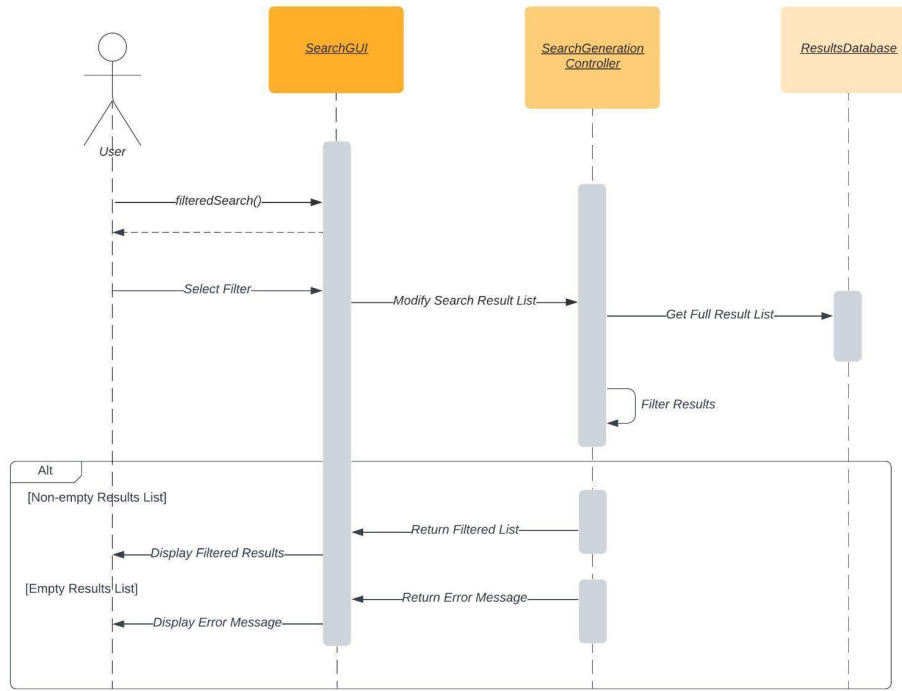 SearchGUI
SearchGeneration
Controller
ResultsDatabase
User
filteredSearch()
Select Filter
Modify Search Result List
Get Full Result List
Filter Results
Alt
[Non-empty Results List]
Return Filtered List
Display Filtered Results
[Empty Results List]
Return Error Message
Display Error Message